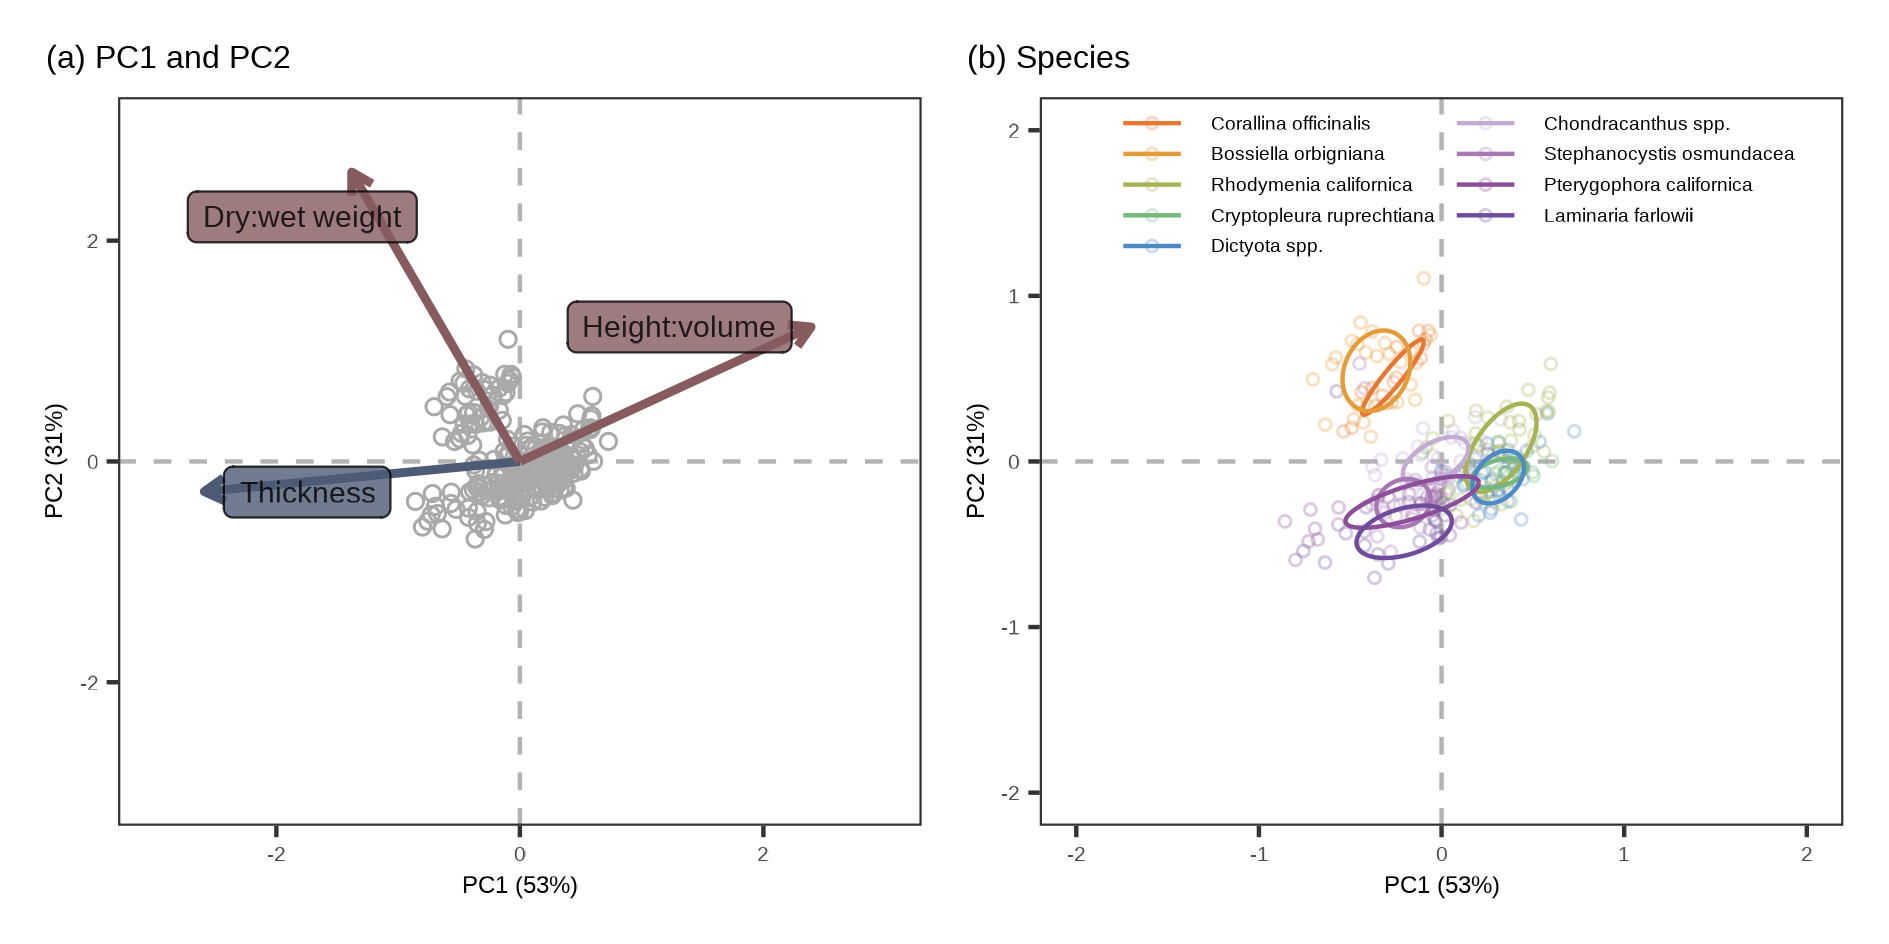 (a) PC1 and PC2
Dry:wet weight
Height:volume
Thickness
2
0
-2
PC2 (31%)
-2
0
2
PC1 (53%)
(b) Species
Corallina officinalis
Bossiella orbigniana
Rhodymenia californica
Cryptopleura ruprechtiana
Dictyota spp.
Chondracanthus spp.
Stephanocystis osmundacea
Pterygophora californica
Laminaria farlowii
2
1
0
-1
-2
PC2 (31%)
-2
-1
0
1
2
PC1 (53%)